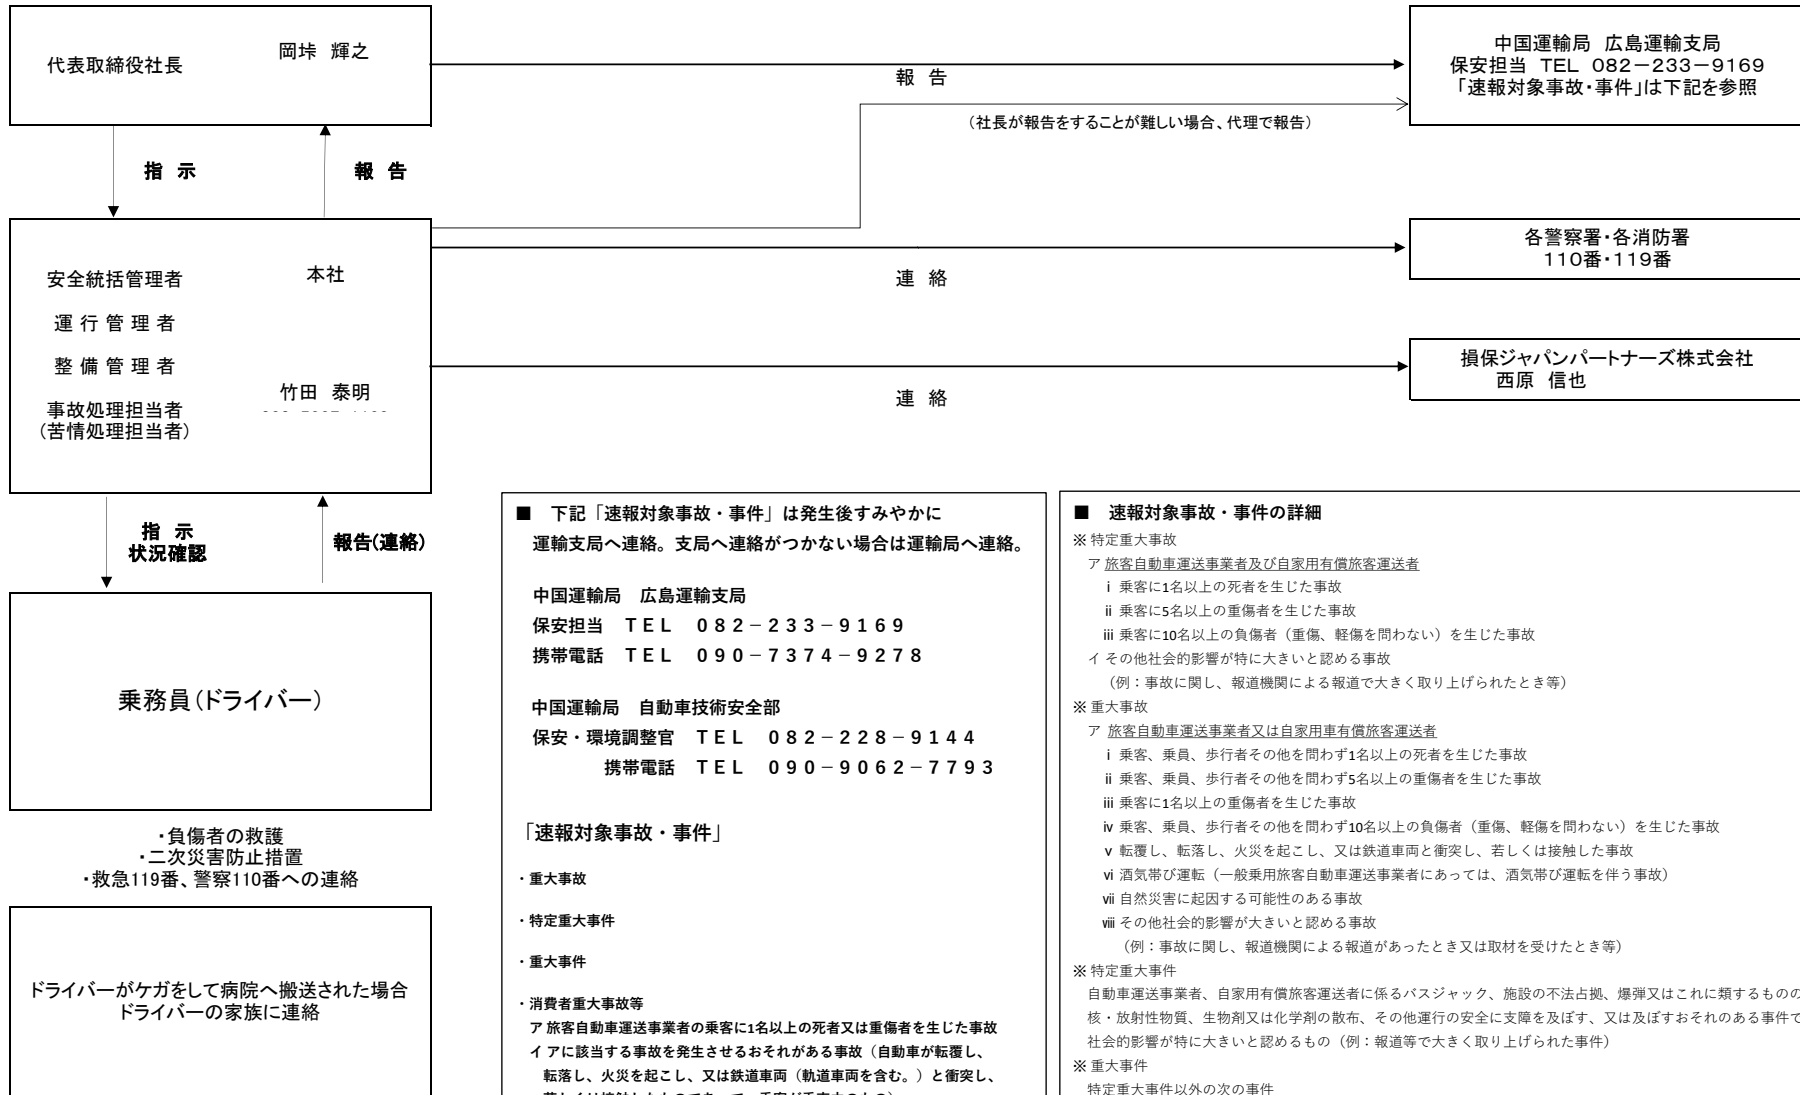 代表取締役社長
岡垰 輝之
報 告
中国運輸局 広島運輸支局
保安担当 TEL 082-233-9169
「速報対象事故・事件」は下記を参照
(社長が報告をすることが難しい場合、代理で報告)
指 示
報 告
安全統括管理者
本社
運 行 管 理 者
整 備 管 理 者
竹田 泰明
事故処理担当者
(苦情処理担当者)
連 絡
各警察署・各消防署
110番・119番
連 絡
損保ジャパンパートナーズ株式会社
西原 信也
指 示
状況確認
報告(連絡)
乗務員(ドライバー)
・負傷者の救護
・二次災害防止措置
・救急119番、警察110番への連絡
ドライバーがケガをして病院へ搬送された場合
ドライバーの家族に連絡
■ 下記「速報対象事故・事件」は発生後すみやかに
運輸支局へ連絡。支局へ連絡がつかない場合は運輸局へ連絡。
中国運輸局 広島運輸支局
保安担当 TEL 082-233-9169
携帯電話 TEL 090-7374-9278
中国運輸局 自動車技術安全部
保安・環境調整官 TEL 082-228-9144
携帯電話 TEL 090-9062-7793
「速報対象事故・事件」
・重大事故
・特定重大事件
・重大事件
・消費者重大事故等
ア 旅客自動車運送事業者の乗客に1名以上の死者又は重傷者を生じた事故
イ アに該当する事故を発生させるおそれがある事故（自動車が転覆し、
転落し、火災を起こし、又は鉄道車両（軌道車両を含む。）と衝突し、
■ 速報対象事故・事件の詳細
※ 特定重大事故
ア 旅客自動車運送事業者及び自家用有償旅客運送者
ⅰ 乗客に1名以上の死者を生じた事故
ⅱ 乗客に5名以上の重傷者を生じた事故
ⅲ 乗客に10名以上の負傷者（重傷、軽傷を問わない）を生じた事故
イ その他社会的影響が特に大きいと認める事故
（例：事故に関し、報道機関による報道で大きく取り上げられたとき等）
※ 重大事故
ア 旅客自動車運送事業者又は自家用車有償旅客運送者
ⅰ 乗客、乗員、歩行者その他を問わず1名以上の死者を生じた事故
ⅱ 乗客、乗員、歩行者その他を問わず5名以上の重傷者を生じた事故
ⅲ 乗客に1名以上の重傷者を生じた事故
ⅳ 乗客、乗員、歩行者その他を問わず10名以上の負傷者（重傷、軽傷を問わない）を生じた事故
ⅴ 転覆し、転落し、火災を起こし、又は鉄道車両と衝突し、若しくは接触した事故
ⅵ 酒気帯び運転（一般乗用旅客自動車運送事業者にあっては、酒気帯び運転を伴う事故）
ⅶ 自然災害に起因する可能性のある事故
ⅷ その他社会的影響が大きいと認める事故
（例：事故に関し、報道機関による報道があったとき又は取材を受けたとき等）
※ 特定重大事件
自動車運送事業者、自家用有償旅客運送者に係るバスジャック、施設の不法占拠、爆弾又はこれに類するものの
核・放射性物質、生物剤又は化学剤の散布、その他運行の安全に支障を及ぼす、又は及ぼすおそれのある事件で
社会的影響が特に大きいと認めるもの（例：報道等で大きく取り上げられた事件）
※ 重大事件
特定重大事件以外の次の事件